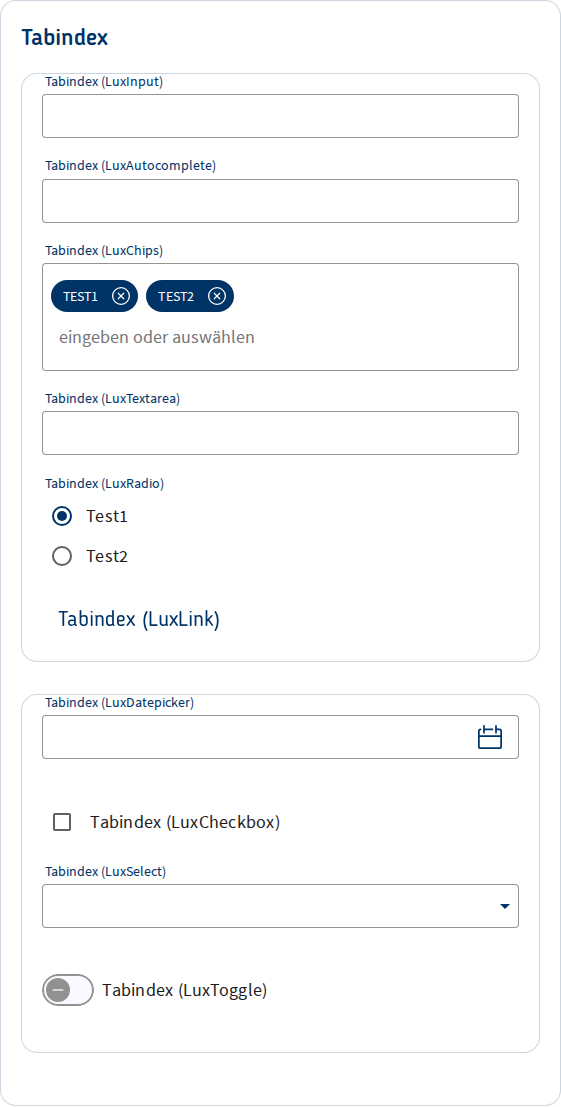 Tabindex
Tabindex (LuxInput)
Tabindex (LuxAutocomplete)
Tabindex (LuxChips)
TEST1 TEST2
eingeben oder auswählen
Tabindex (LuxTextarea)
Tabindex (LuxRadio)
Test1
Test2
Tabindex (LuxLink)
Tabindex (LuxDatepicker)
Tabindex (LuxCheckbox)
Tabindex (LuxSelect)
Tabindex (LuxToggle)